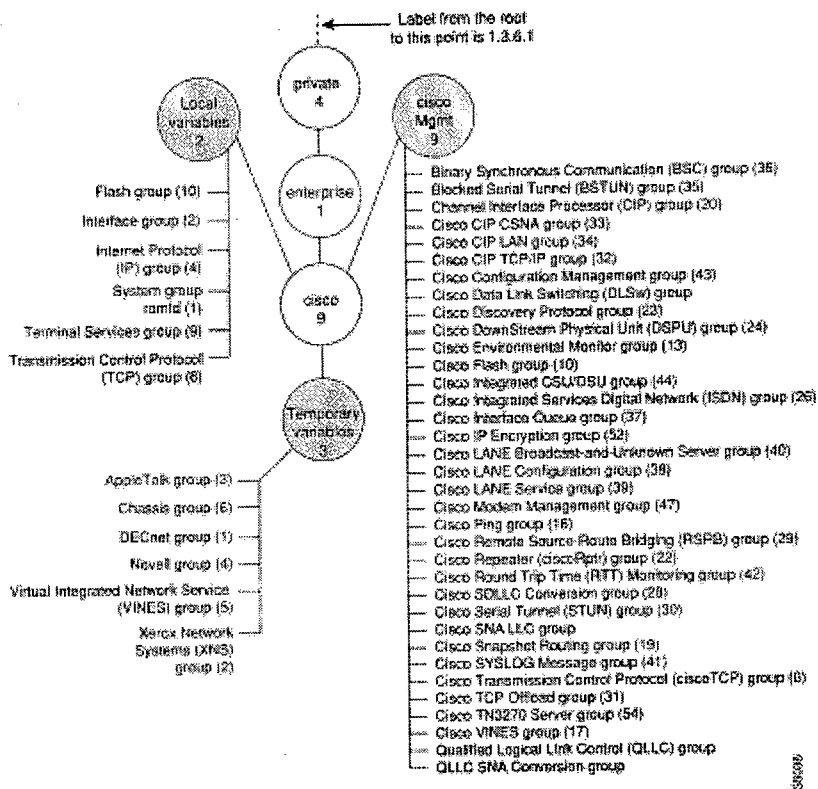 Label from the root
to this point is 1.3.6.1
private
4
Local
variables
2
cisco
Mgmt
9
enterprise
1
cisco
9
Temporary
variables
3
Flash group (10)
Interface group (2)
Internet Protocol
(IP) group (4)
System group
romid (1)
Terminal Services group (9)
Transmission Control Protocol
(TCP) group (6)
AppleTalk group (3)
Chassis group (6)
DECnet group (1)
Novell group (4)
Virtual Integrated Network Service
(VINES) group (5)
Xerox Network
Systems (XNS)
group (2)
Binary Synchronous Communication (BSC) group (36)
Blocked Serial Tunnel (BSTUN) group (35)
Channel Interface Processor (CIP) group (20)
Cisco CIP CSNA group (33)
Cisco CIP LAN group (34)
Cisco CIP TCP/IP group (32)
Cisco Configuration Management group (43)
Cisco Data Link Switching (DLSw) group
Cisco Discovery Protocol group (23)
Cisco DownStream Physical Unit (DSPU) group (24)
Cisco Environmental Monitor group (13)
Cisco Flash group (10)
Cisco Integrated CSU/DSU group (44)
Cisco Integrated Services Digital Network (ISDN) group (26)
Cisco Interface Queue group (37)
Cisco IP Encryption group (52)
Cisco LANE Broadcast-and-Unknown Server group (40)
Cisco LANE Configuration group (38)
Cisco LANE Service group (39)
Cisco Modem Management group (47)
Cisco Ping group (16)
Cisco Remote Source-Route Bridging (RSRB) group (29)
Cisco Repeater (ciscoRptr) group (22)
Cisco Round Trip Time (RTT) Monitoring group (42)
Cisco SDLLC Conversion group (28)
Cisco Serial Tunnel (STUN) group (30)
Cisco SNA LLC group
Cisco Snapshot Routing group (19)
Cisco SYSLOG Message group (41)
Cisco Transmission Control Protocol (ciscoTCP) group (6)
Cisco TCP Offload group (31)
Cisco TN3270 Server group (54)
Cisco VINES group (17)
Qualified Logical Link Control (QLLC) group
QLLC SNA Conversion group